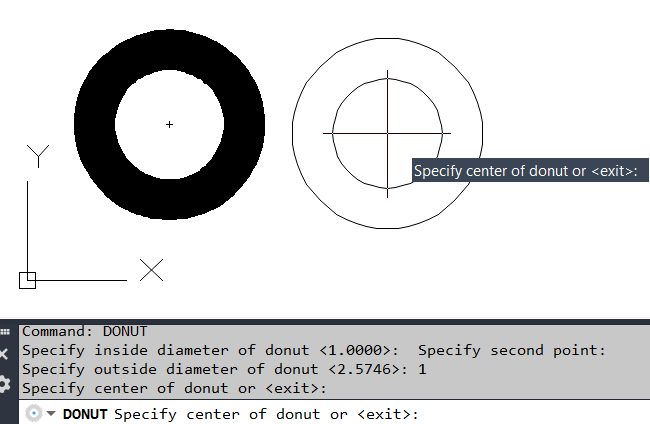 Y
Specify center of donut or <exit>:
X
Command: DONUT
Specify inside diameter of donut <1.0000>:  Specify second point:
Specify outside diameter of donut <2.5746>: 1
Specify center of donut or <exit>:
DONUT Specify center of donut or <exit>: